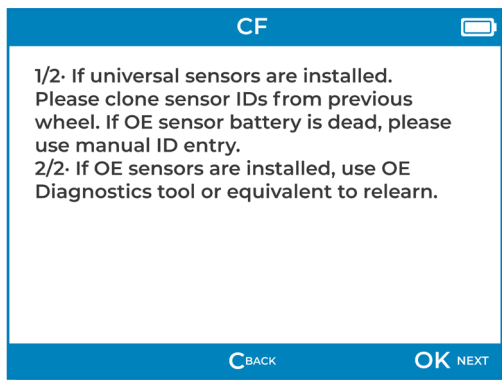 CF
1/2· If universal sensors are installed.
Please clone sensor IDs from previous
wheel. If OE sensor battery is dead, please
use manual ID entry.
2/2· If OE sensors are installed, use OE
Diagnostics tool or equivalent to relearn.
CBACK OK NEXT